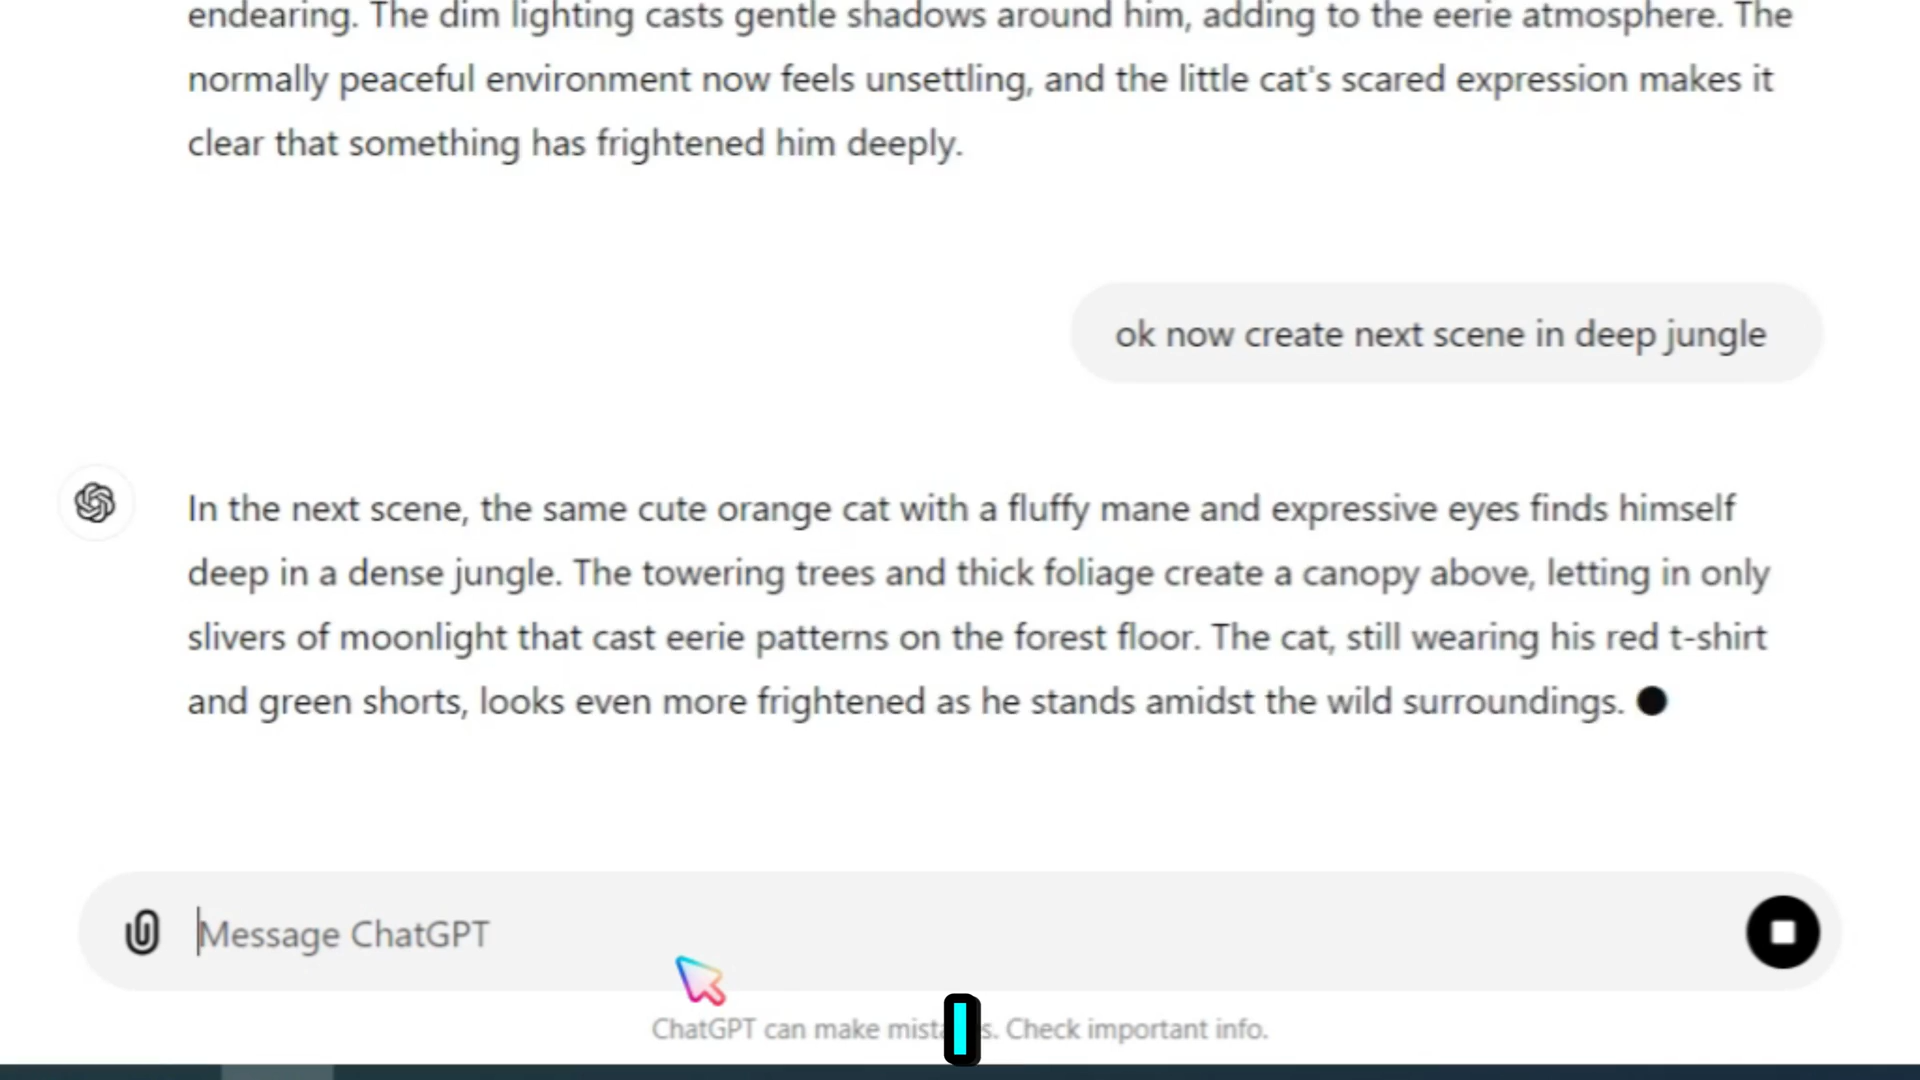 endearing. The dim lighting casts gentle shadows around him, adding to the eerie atmosphere. The
normally peaceful environment now feels unsettling, and the little cat's scared expression makes it
clear that something has frightened him deeply.
ok now create next scene in deep jungle
In the next scene, the same cute orange cat with a fluffy mane and expressive eyes finds himself
deep in a dense jungle. The towering trees and thick foliage create a canopy above, letting in only
slivers of moonlight that cast eerie patterns on the forest floor. The cat, still wearing his red t-shirt
and green shorts, looks even more frightened as he stands amidst the wild surroundings.
Message ChatGPT
ChatGPT can make mista s. Check important info.
I